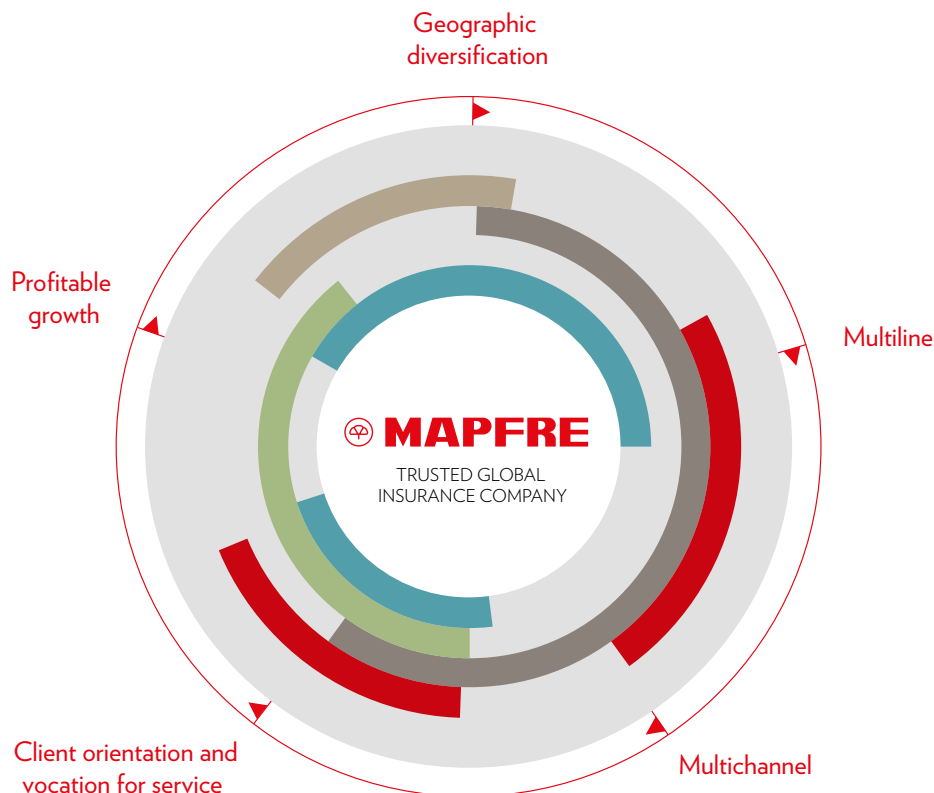 Geographic
diversification
Profitable
growth
Multiline
MAPFRE
TRUSTED GLOBAL
INSURANCE COMPANY
Client orientation and
vocation for service
Multichannel